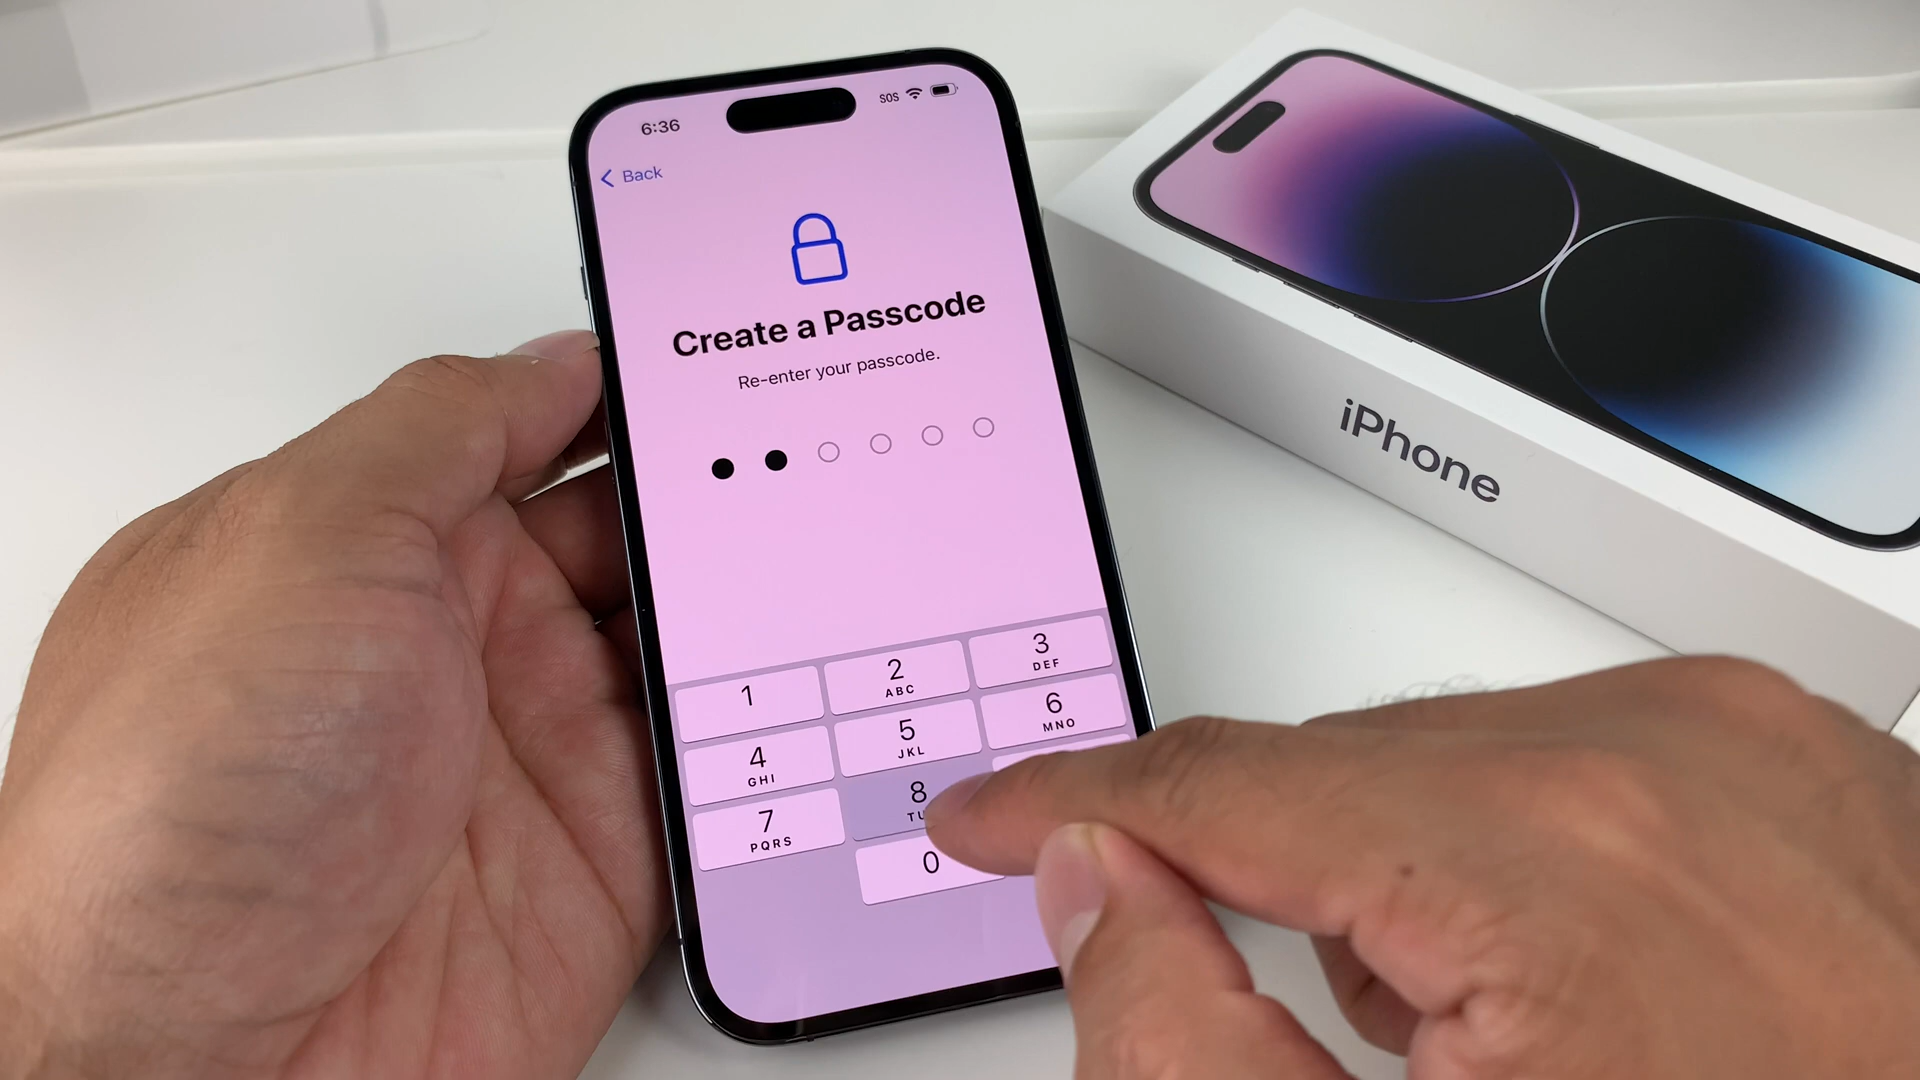 6:36
SOS
Back
Create a Passcode
Re-enter your passcode.
1
2
ABC
3
DEF
4
GHI
5
JKL
6
MNO
7
PQRS
8
TU
0
iPhone